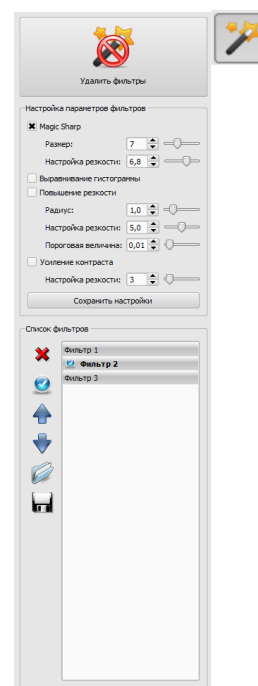 Удалить фильтры
Настройка параметров фильтров
Magic Sharp
Размер: 7
Настройка резкости: 6,8
Выравнивание гистограммы
Повышение резкости
Радиус: 1,0
Настройка резкости: 5,0
Пороговая величина: 0,01
Усиление контраста
Настройка резкости: 3
Сохранить настройки
Список фильтров
Фильтр 1
Фильтр 2
Фильтр 3